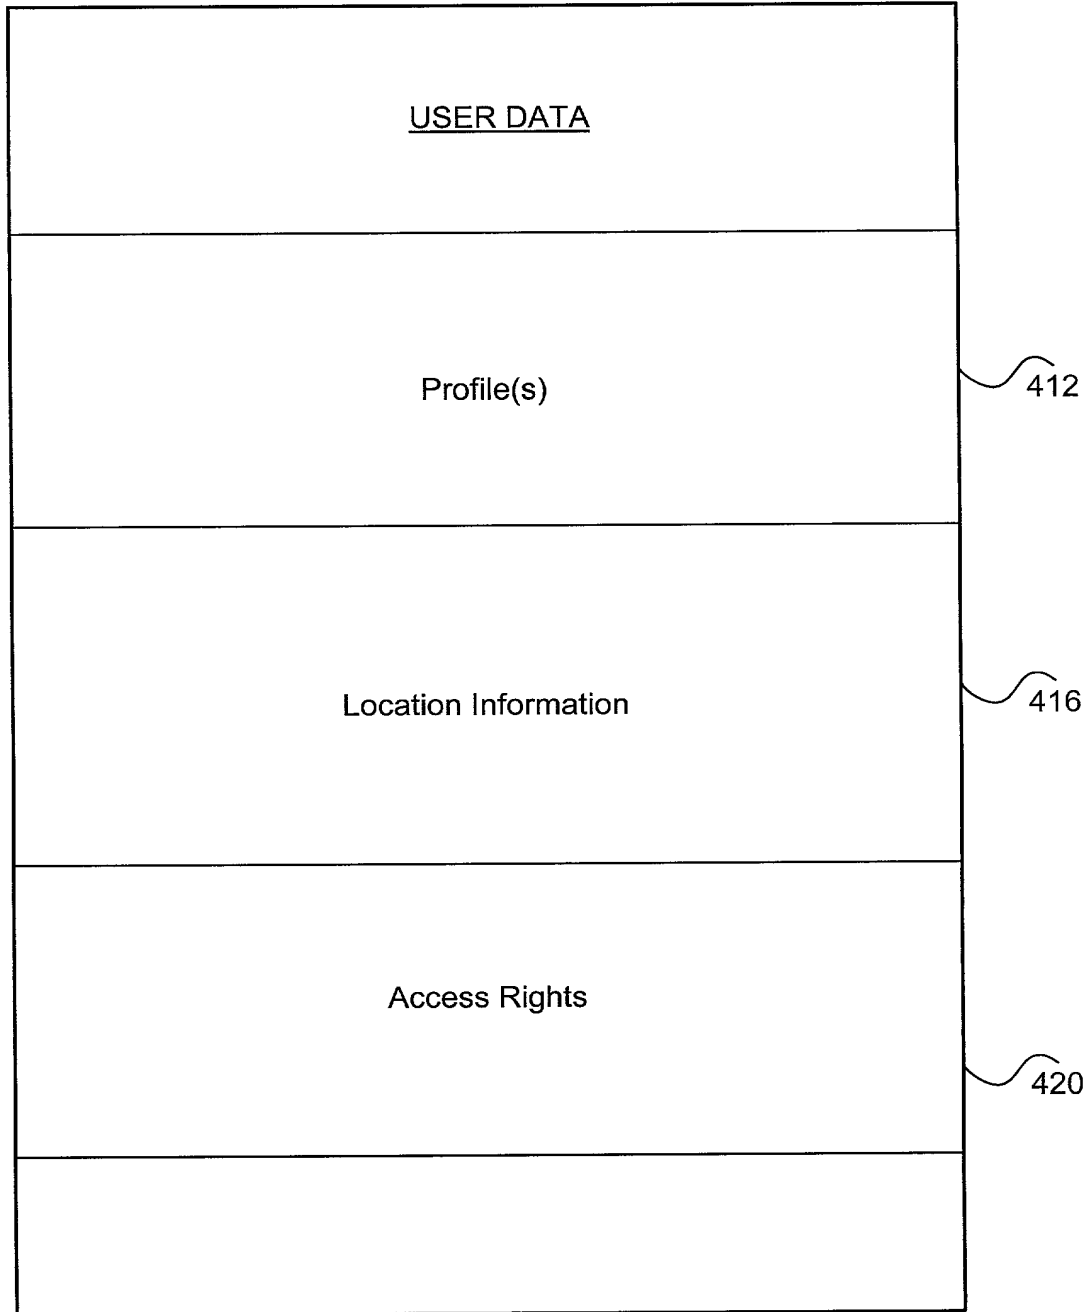 USER DATA
Profile(s)
412
Location Information
416
Access Rights
420